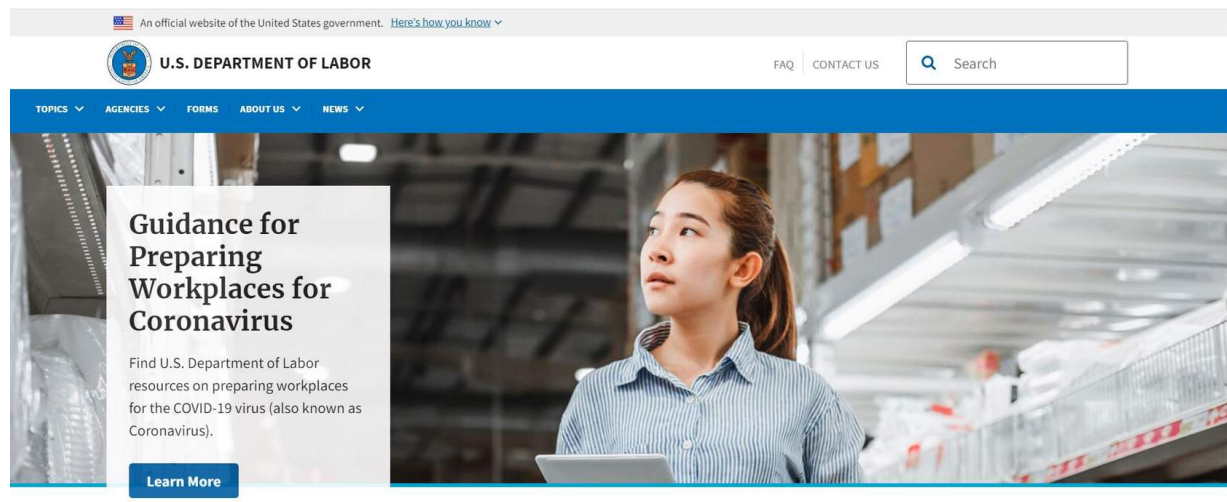 An official website of the United States government. Here's how you know
U.S. DEPARTMENT OF LABOR
FAQ CONTACT US Search
TOPICS AGENCIES FORMS ABOUT US NEWS
Guidance for
Preparing
Workplaces for
Coronavirus
Find U.S. Department of Labor
resources on preparing workplaces
for the COVID-19 virus (also known as
Coronavirus).
Learn More